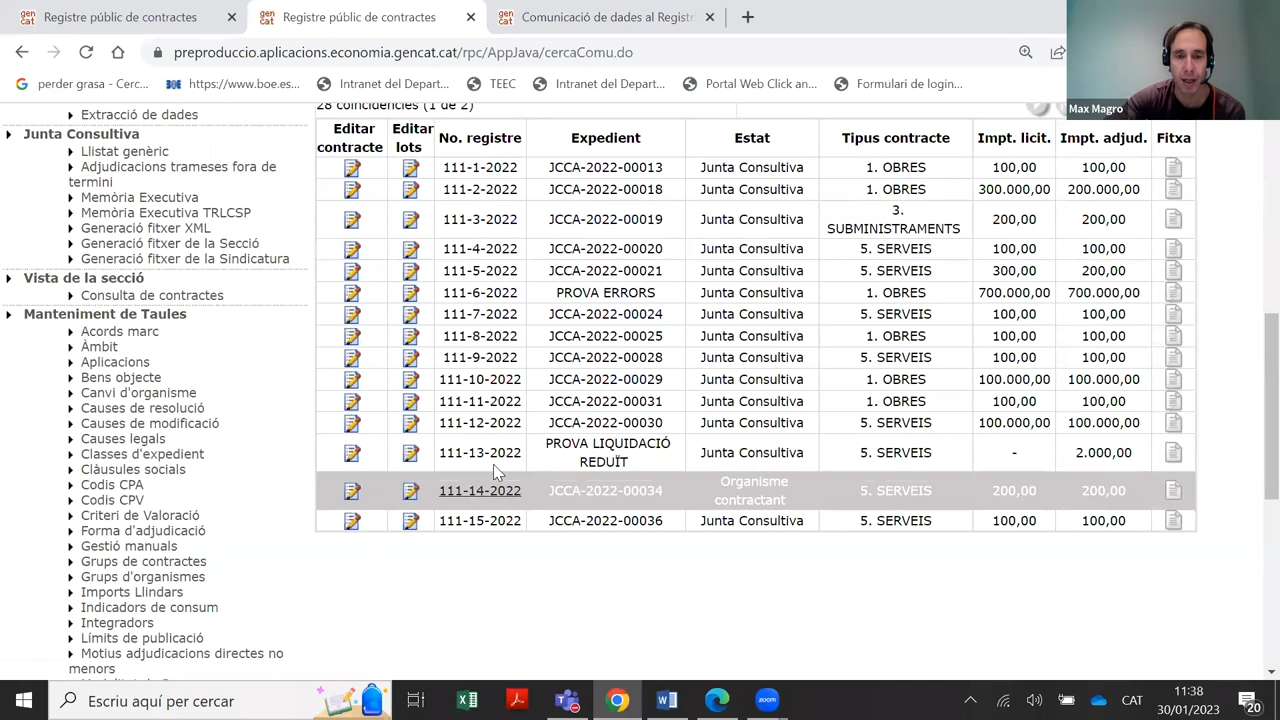 gen cat Registre públic de contractes
gen cat Registre públic de contractes
gen cat Comunicació de dades al Registr
preproduccio.aplicacions.economia.gencat.cat/rpc/AppJava/cercaComu.do
perder grasa - Cerc...
https://www.boe.es...
Intranet del Depart...
TEEC
Intranet del Depart...
Portal Web Click an...
Formulari de login...
Max Magro
Extracció de dades
Junta Consultiva
Llistat genèric
Adjudicacions trameses fora de
termini
Memòria Executiva
Memòria Executiva TRLCSP
Generació fitxer XML
Generació fitxer de la Secció
Generació fitxer de la Sindicatura
Vista de la secció
Consulta de contractes
Manteniment de Taules
Acords marc
Àmbit
Aplicacions
Bens objecte
Canvi d'organisme
Causes de resolució
Causes de modificació
Causes legals
Classes d'expedient
Clàusules socials
Codis CPA
Codis CPV
Criteri de Valoració
Forma d'adjudicació
Gestió manuals
Grups de contractes
Grups d'organismes
Imports Llindars
Indicadors de consum
Integradors
Límits de publicació
Motius adjudicacions directes no
menors
28 coincidències (1 de 2)
Editar contracte Editar lots No. registre Expedient Estat Tipus contracte Impt. licit. Impt. adjud. Fitxa
111-1-2022 JCCA-2022-00013 Junta Consultiva 1. OBRES 100,00 100,00
111-2-2022 JCCA-2022-00018 Junta Consultiva 1. OBRES 300.000,00 200.000,00
111-3-2022 JCCA-2022-00019 Junta Consultiva 3. SUBMINISTRAMENTS 200,00 200,00
111-4-2022 JCCA-2022-00020 Junta Consultiva 5. SERVEIS 100,00 100,00
111-5-2022 JCCA-2022-00021 Junta Consultiva 5. SERVEIS 300,00 200,00
111-6-2022 PROVA ERRORS Junta Consultiva 1. OBRES 700.000,00 700.000,00
111-7-2022 JCCA-2022-00024 Junta Consultiva 5. SERVEIS 100,00 100,00
111-8-2022 JCCA-2022-00025 Junta Consultiva 1. OBRES 100,00 100,00
111-9-2022 JCCA-2022-00028 Junta Consultiva 5. SERVEIS 100,00 100,00
111-10-2022 JCCA-2022-00029 Junta Consultiva 1. OBRES 100.000,00 100.000,00
111-11-2022 JCCA-2022-00031 Junta Consultiva 1. OBRES 100,00 100,00
111-12-2022 JCCA-2022-00030 Junta Consultiva 5. SERVEIS 100.000,00 100.000,00
111-13-2022 PROVA LIQUIDACIÓ REDUÏT Junta Consultiva 5. SERVEIS - 2.000,00
111-14-2022 JCCA-2022-00034 Organisme contractant 5. SERVEIS 200,00 200,00
111-15-2022 JCCA-2022-00036 Junta Consultiva 5. SERVEIS 100,00 100,00
Escriu aquí per cercar
CAT
11:38
30/01/2023
20